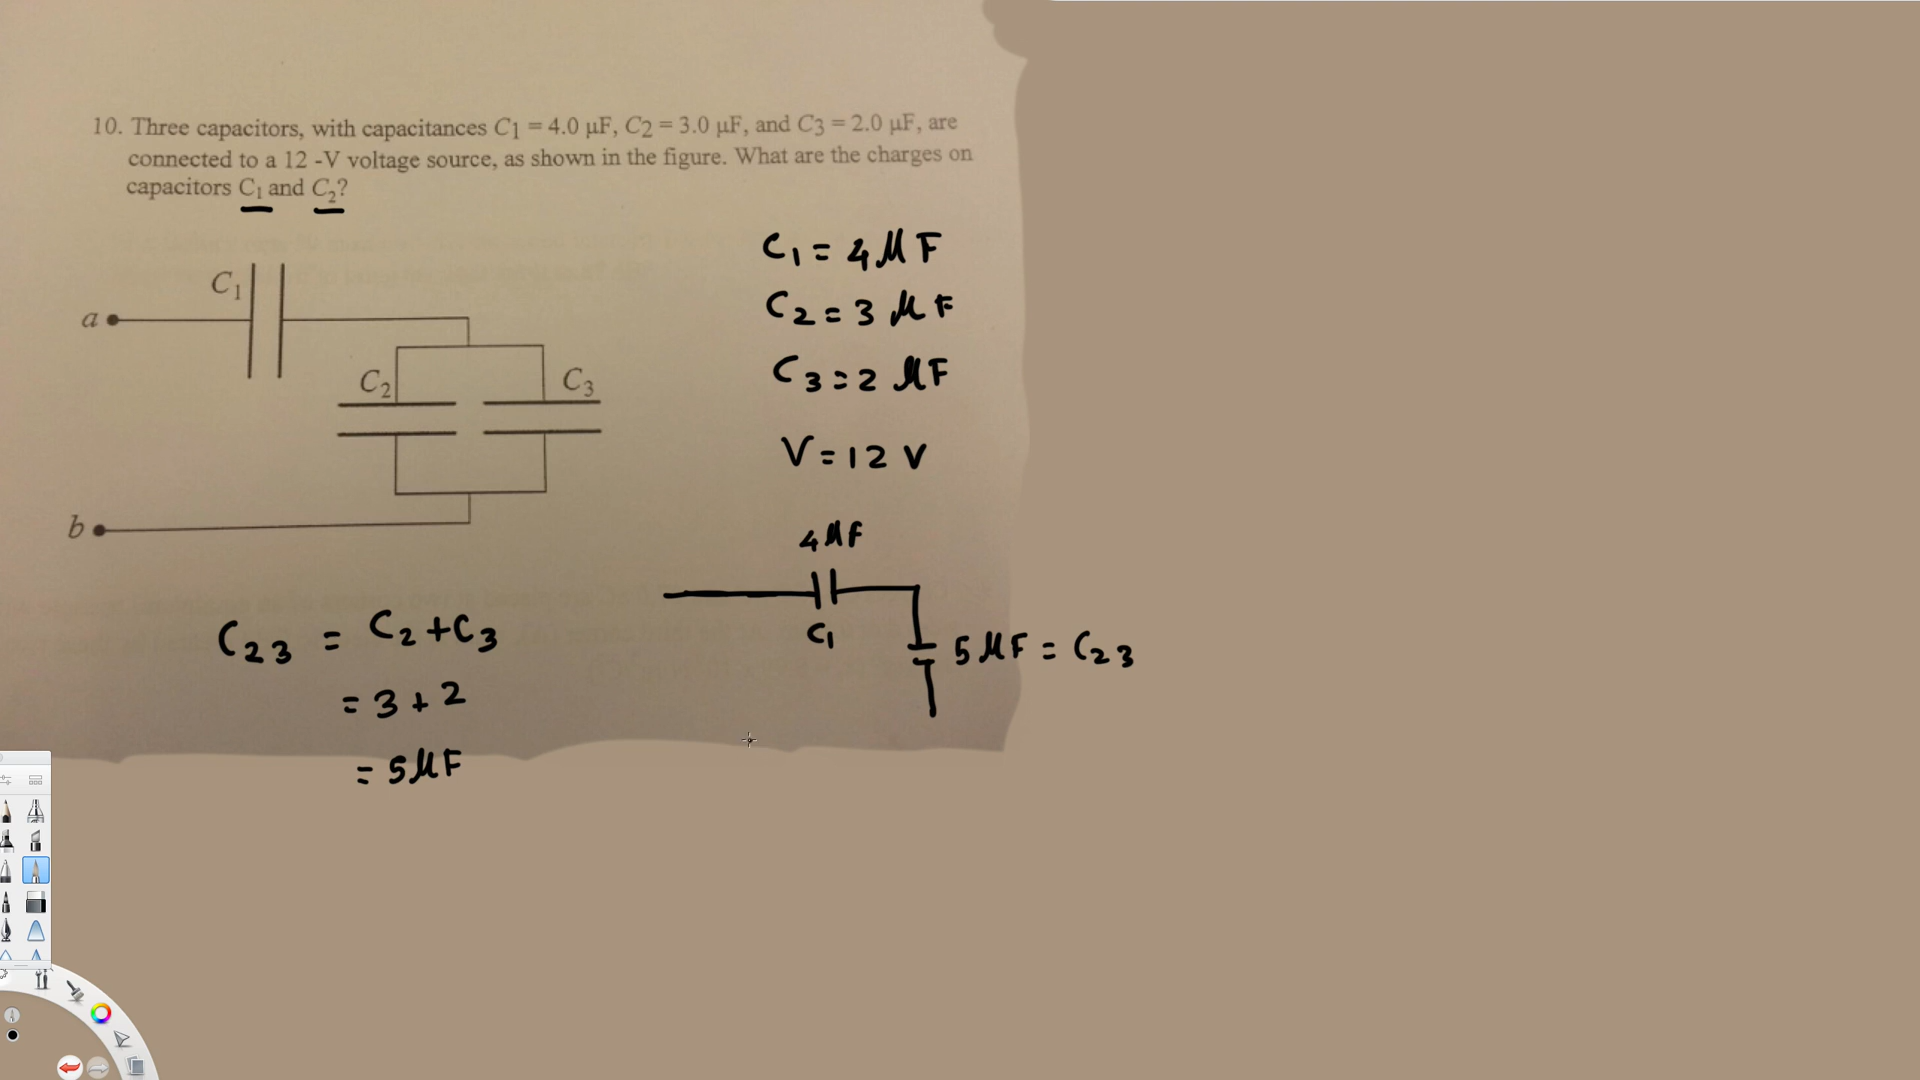 10. Three capacitors, with capacitances C1 = 4.0 µF, C2 = 3.0 µF, and C3 = 2.0 µF, are
connected to a 12 -V voltage source, as shown in the figure. What are the charges on
capacitors C1 and C2?
C1
a
C2
C3
b
C1 = 4 µF
C2 = 3 µF
C3 = 2 µF
V = 12 V
4 µF
C1
5 µF = C23
C23 = C2 + C3
= 3 + 2
= 5 µF